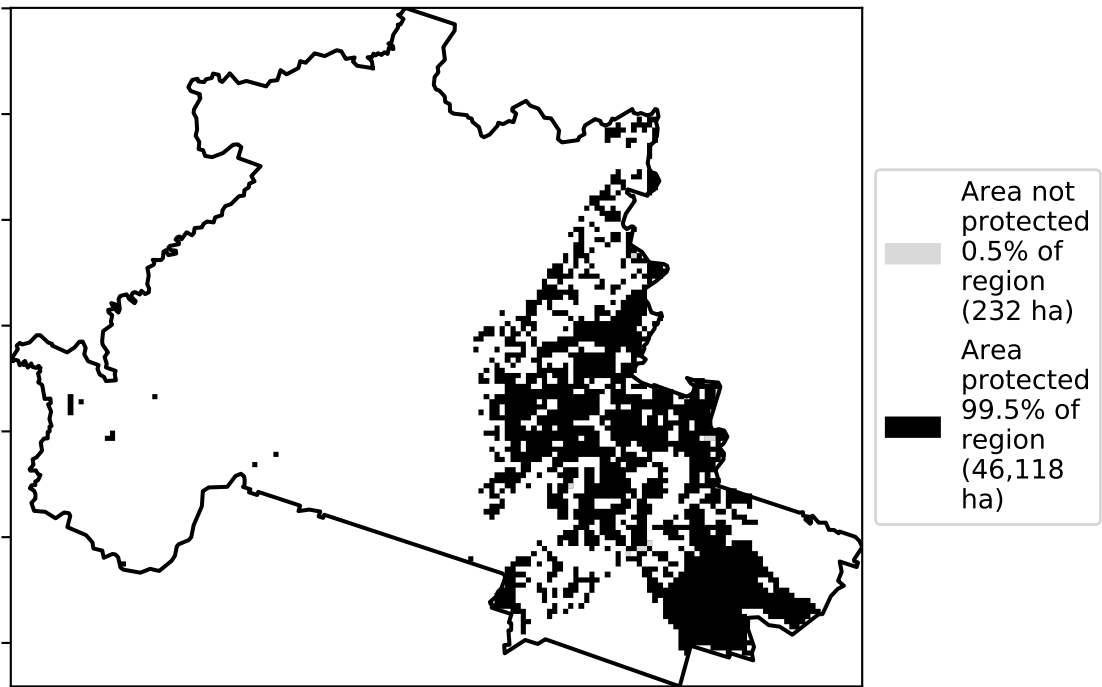 Area not
protected
0.5% of
region
(232 ha)
Area
protected
99.5% of
region
(46,118
ha)